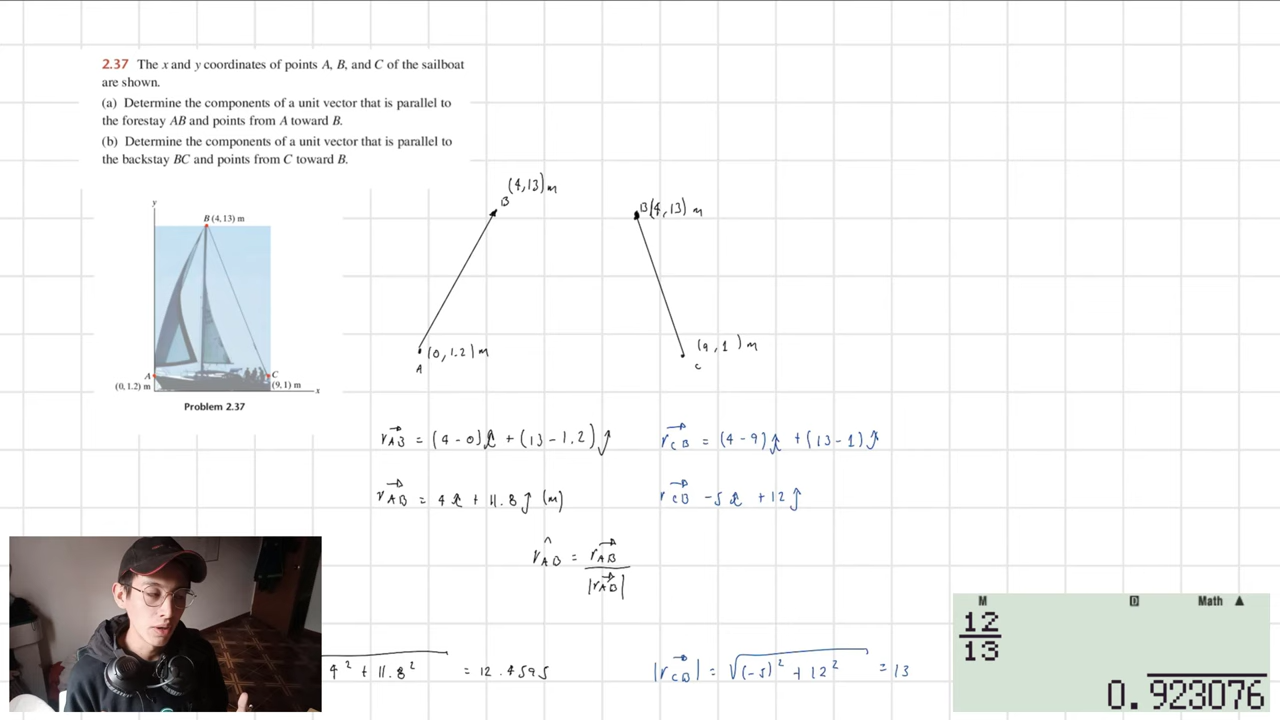 2.37 The x and y coordinates of points A, B, and C of the sailboat
are shown.
(a) Determine the components of a unit vector that is parallel to
the forestay AB and points from A toward B.
(b) Determine the components of a unit vector that is parallel to
the backstay BC and points from C toward B.
y
B (4, 13) m
A
(0, 1.2) m
C
(9, 1) m
x
Problem 2.37
(4,13) m
B
(0,1.2) m
A
B(4,13) m
(9,1) m
C
r⃗AB = (4-0)î + (13-1.2)ĵ
r⃗AB = 4î + 11.8ĵ (m)
r⃗CB = (4-9)î + (13-1)ĵ
r⃗CB -5î + 12ĵ
r̂AB = r⃗AB / |r⃗AB|
4² + 11.8² = 12.4595
|r⃗CB| = √(-5)² + 12² = 13
M D Math ▲
12
13
0.923076